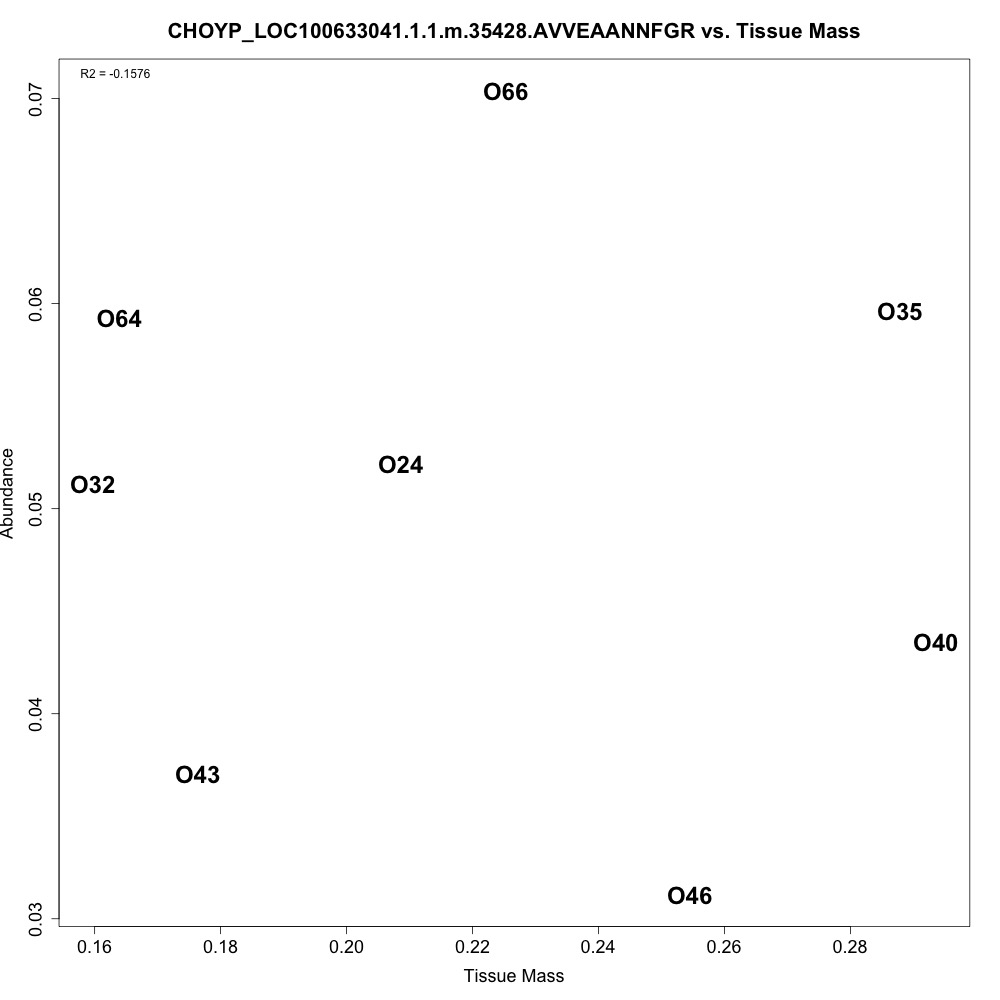 CHOYP_LOC100633041.1.1.m.35428.AVVEAANNFGR vs. Tissue Mass
R2 = -0.1576
O66
O64
O35
O24
O32
O40
O43
O46
Abundance
0.07
0.06
0.05
0.04
0.03
0.16 0.18 0.20 0.22 0.24 0.26 0.28
Tissue Mass